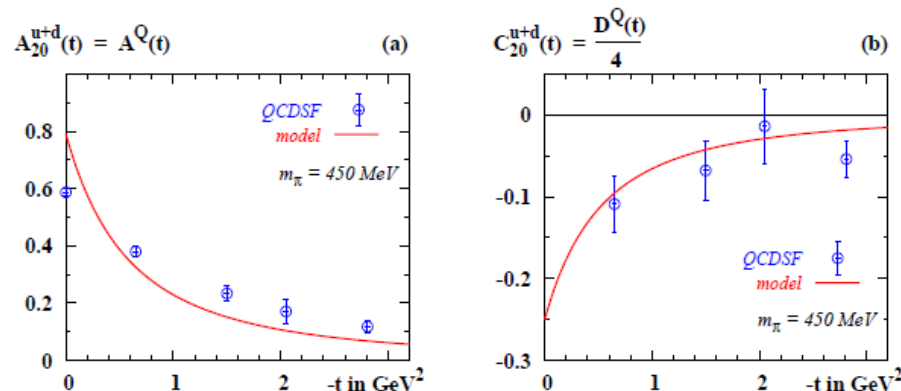 A₂₀ᵘ⁺ᵈ(t) = A^Q(t) (a)
QCDSF
model
mπ = 450 MeV
0.8
0.6
0.4
0.2
0
0 1 2 -t in GeV²
C₂₀ᵘ⁺ᵈ(t) = D^Q(t)/4 (b)
0
-0.1
-0.2
-0.3
QCDSF
model
mπ = 450 MeV
0 1 2 -t in GeV²